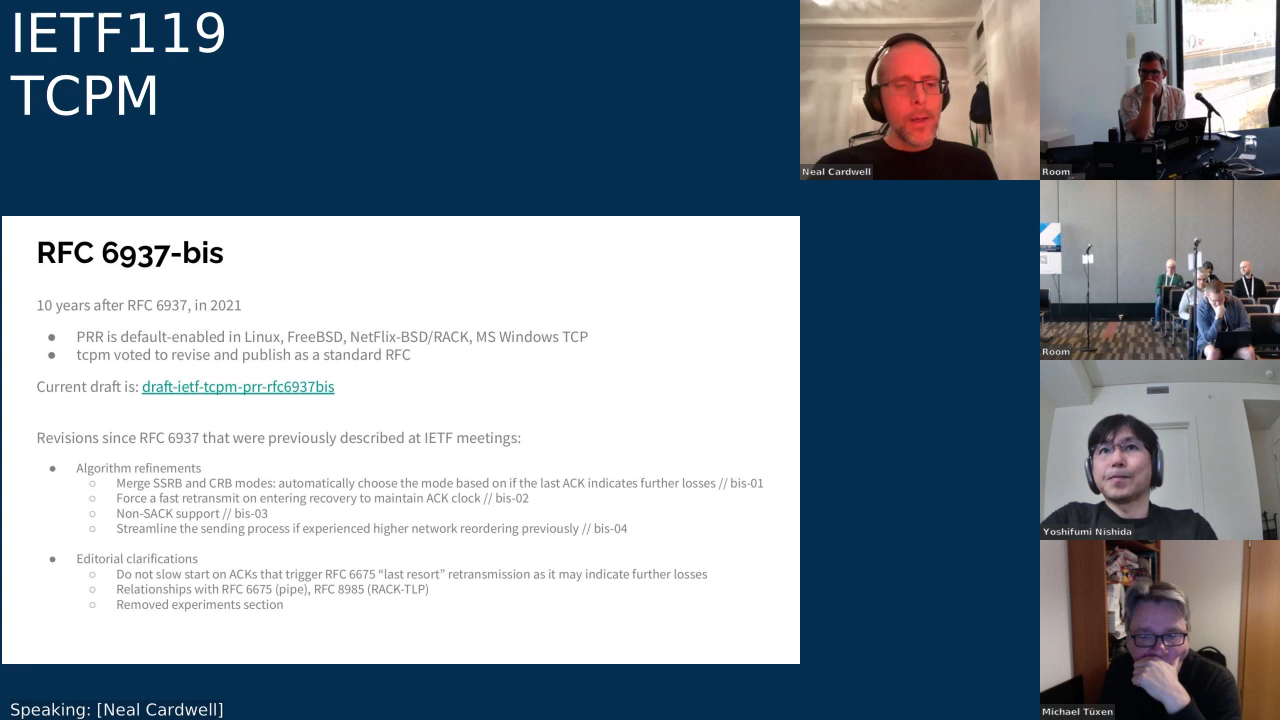 IETF119
TCPM
Neal Cardwell
Room
RFC 6937-bis
10 years after RFC 6937, in 2021
● PRR is default-enabled in Linux, FreeBSD, NetFlix-BSD/RACK, MS Windows TCP
● tcpm voted to revise and publish as a standard RFC
Current draft is: draft-ietf-tcpm-prr-rfc6937bis
Revisions since RFC 6937 that were previously described at IETF meetings:
● Algorithm refinements
○ Merge SSRB and CRB modes: automatically choose the mode based on if the last ACK indicates further losses // bis-01
○ Force a fast retransmit on entering recovery to maintain ACK clock // bis-02
○ Non-SACK support // bis-03
○ Streamline the sending process if experienced higher network reordering previously // bis-04
● Editorial clarifications
○ Do not slow start on ACKs that trigger RFC 6675 “last resort” retransmission as it may indicate further losses
○ Relationships with RFC 6675 (pipe), RFC 8985 (RACK-TLP)
○ Removed experiments section
Room
Yoshifumi Nishida
Michael Tüxen
Speaking: [Neal Cardwell]